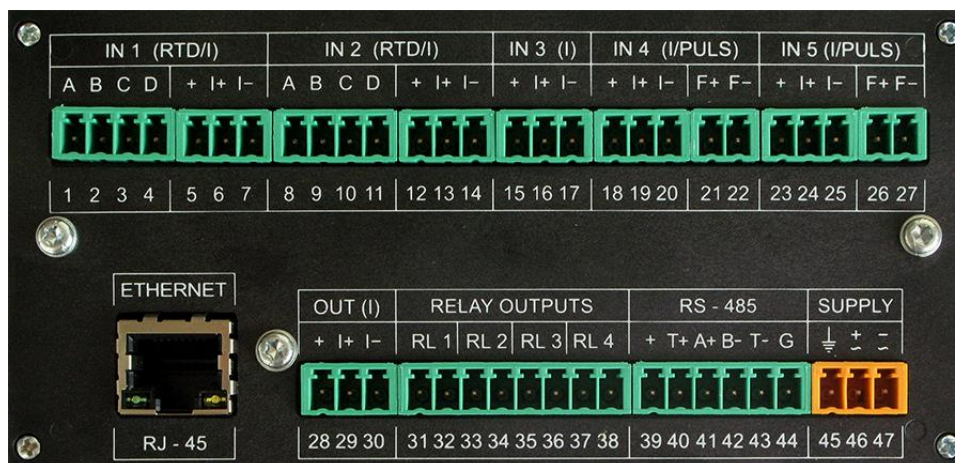 IN 1 (RTD/I) IN 2 (RTD/I) IN 3 (I) IN 4 (I/PULS) IN 5 (I/PULS)
A B C D + I+ I− A B C D + I+ I− + I+ I− + I+ I− F+ F− + I+ I− F+ F−
1 2 3 4 5 6 7 8 9 10 11 12 13 14 15 16 17 18 19 20 21 22 23 24 25 26 27
ETHERNET
RJ - 45
OUT (I) RELAY OUTPUTS RS - 485 SUPPLY
+ I+ I− RL 1 RL 2 RL 3 RL 4 + T+ A+ B- T- G ⏚ + −
28 29 30 31 32 33 34 35 36 37 38 39 40 41 42 43 44 45 46 47